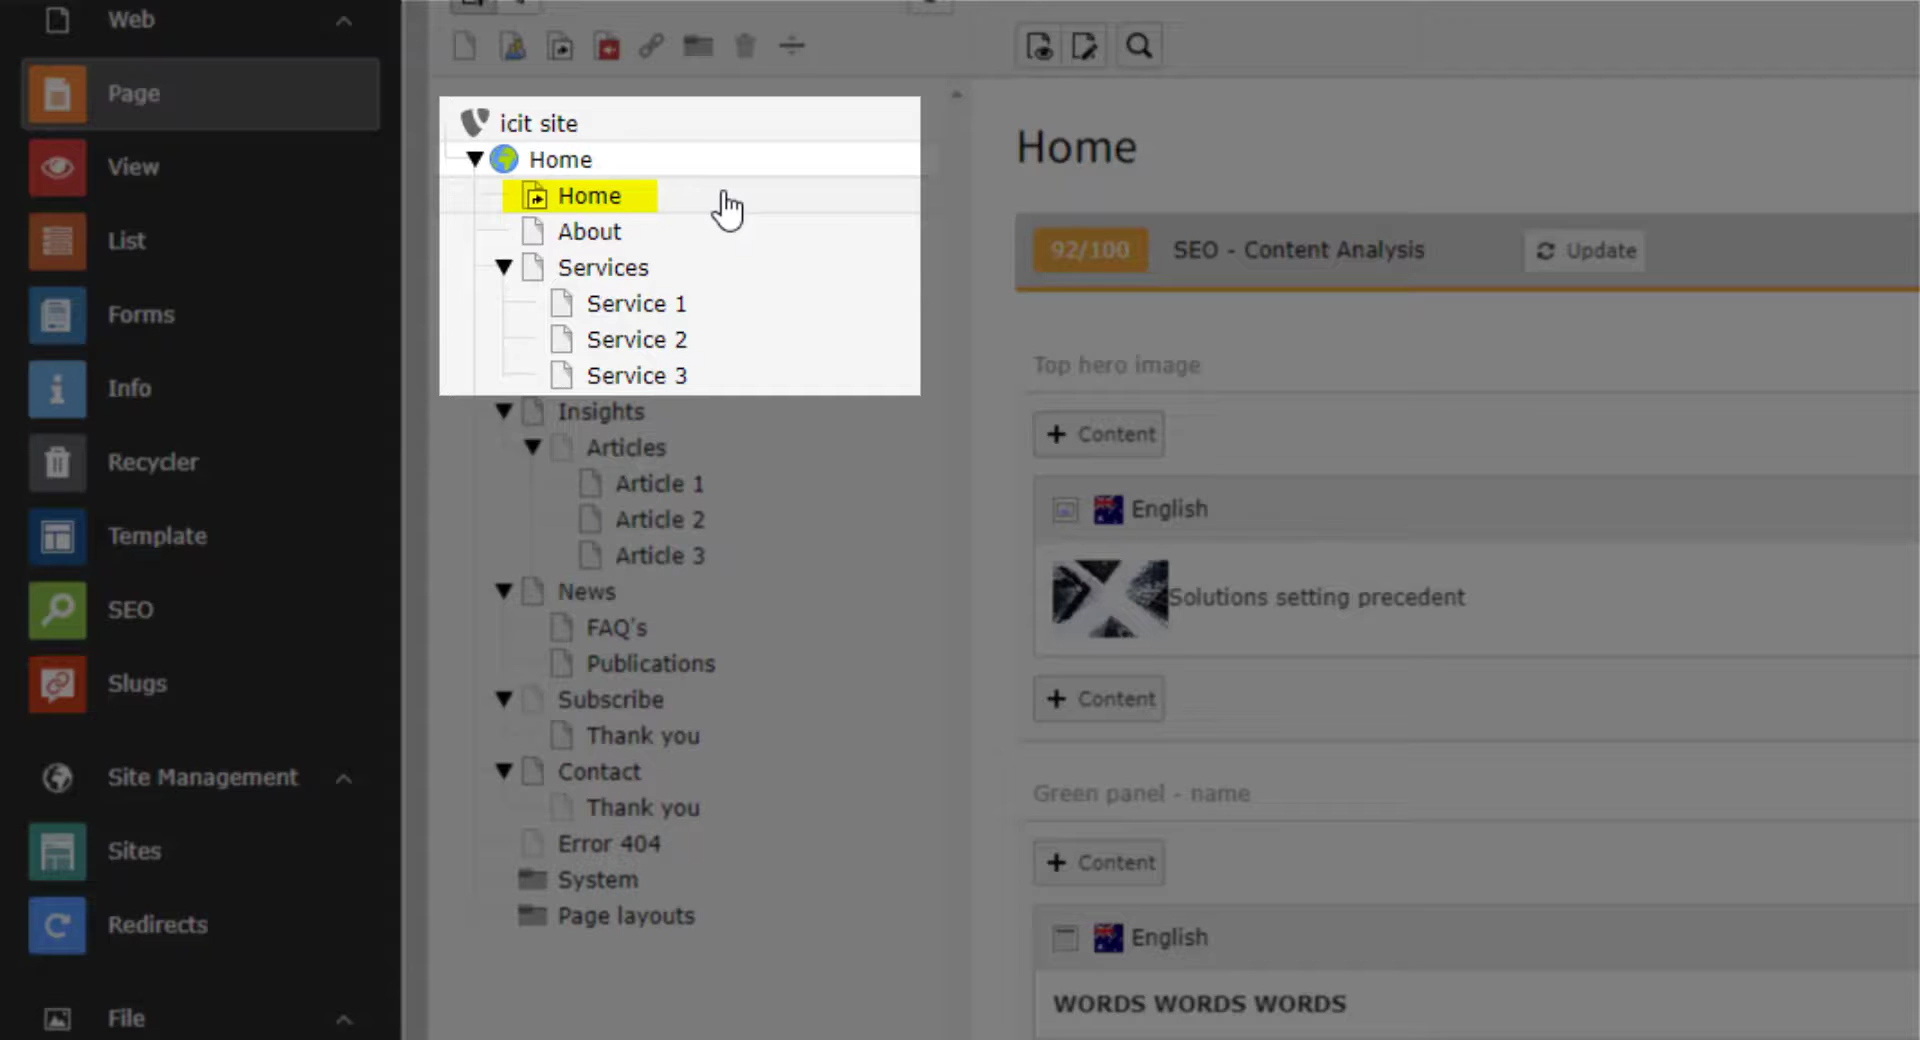 Web
Page
View
List
Forms
Info
Recycler
Template
SEO
Slugs
Site Management
Sites
Redirects
File
icit site
Home
Home
About
Services
Service 1
Service 2
Service 3
Insights
Articles
Article 1
Article 2
Article 3
News
FAQ's
Publications
Subscribe
Thank you
Contact
Thank you
Error 404
System
Page layouts
Home
92/100 SEO - Content Analysis Update
Top hero image
+ Content
English
Solutions setting precedent
+ Content
Green panel - name
+ Content
English
WORDS WORDS WORDS